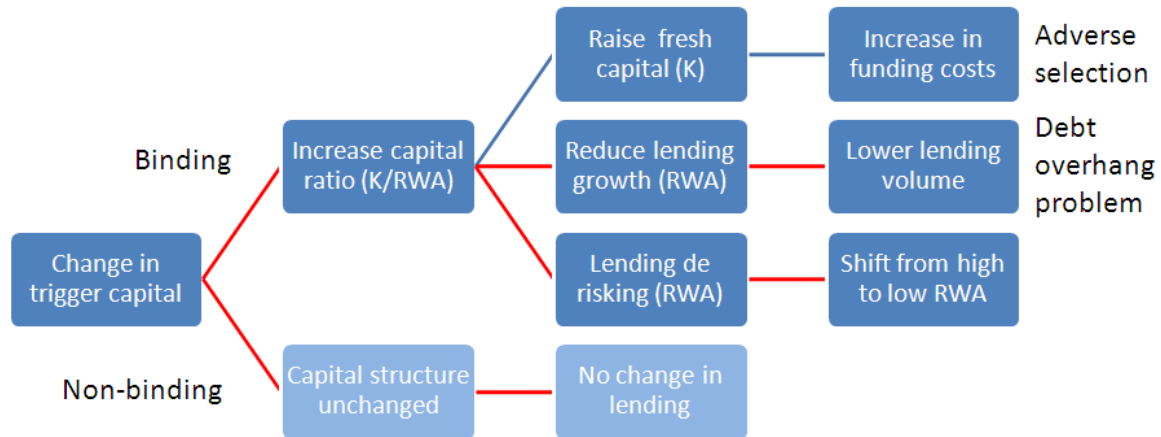 Raise fresh
capital (K)
Increase in
funding costs
Adverse
selection
Binding
Increase capital
ratio (K/RWA)
Reduce lending
growth (RWA)
Lower lending
volume
Debt
overhang
problem
Change in
trigger capital
Lending de
risking (RWA)
Shift from high
to low RWA
Non-binding
Capital structure
unchanged
No change in
lending